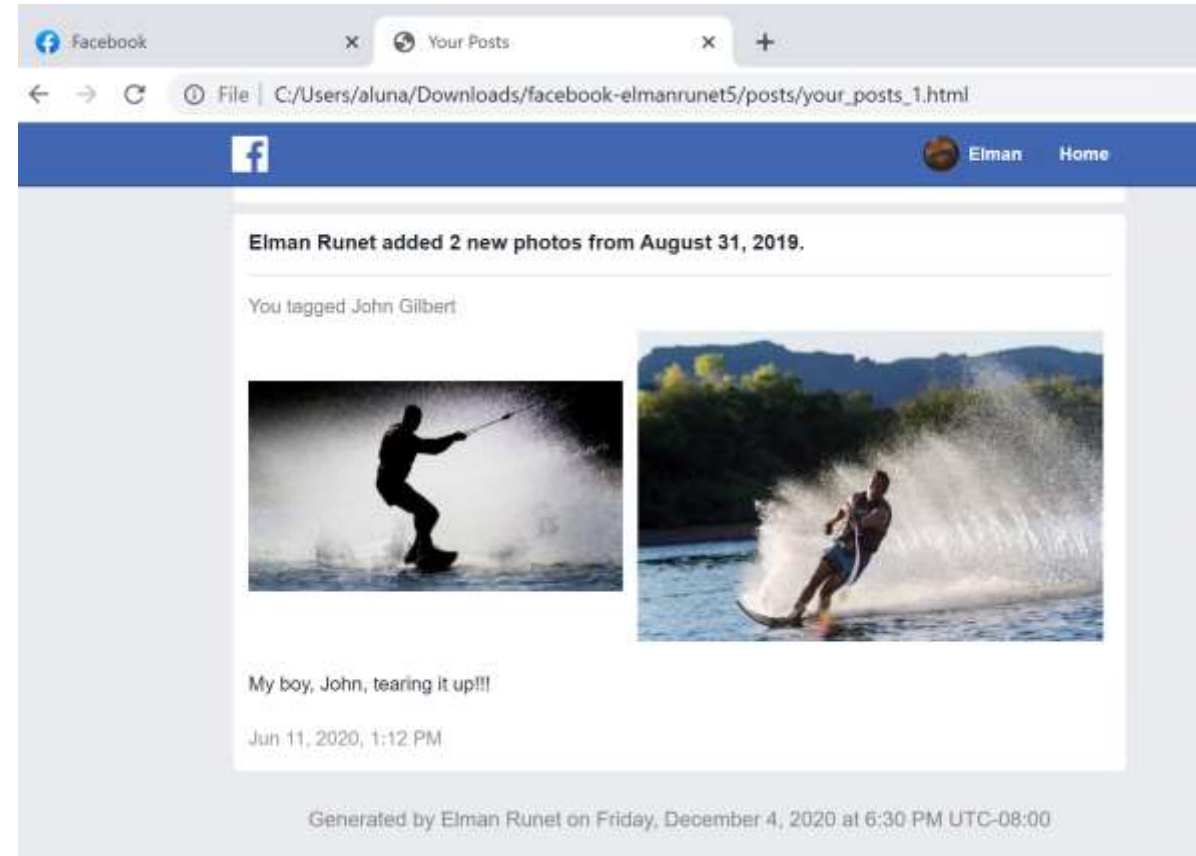 Facebook
Your Posts
File C:/Users/aluna/Downloads/facebook-elmanrunet5/posts/your_posts_1.html
Elman Home
Elman Runet added 2 new photos from August 31, 2019.
You tagged John Gilbert
My boy, John, tearing it up!!!
Jun 11, 2020, 1:12 PM
Generated by Elman Runet on Friday, December 4, 2020 at 6:30 PM UTC-08:00